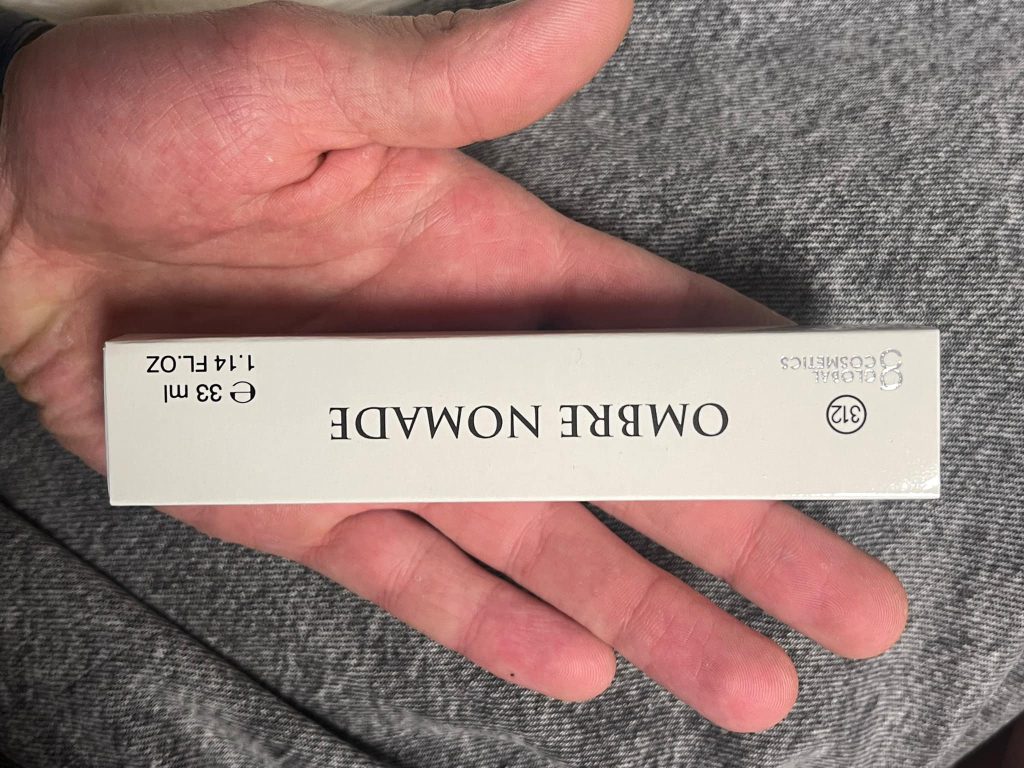 312
GLOBAL
COSMETICS
OMBRE NOMADE
℮ 33 ml
1.14 FL.OZ